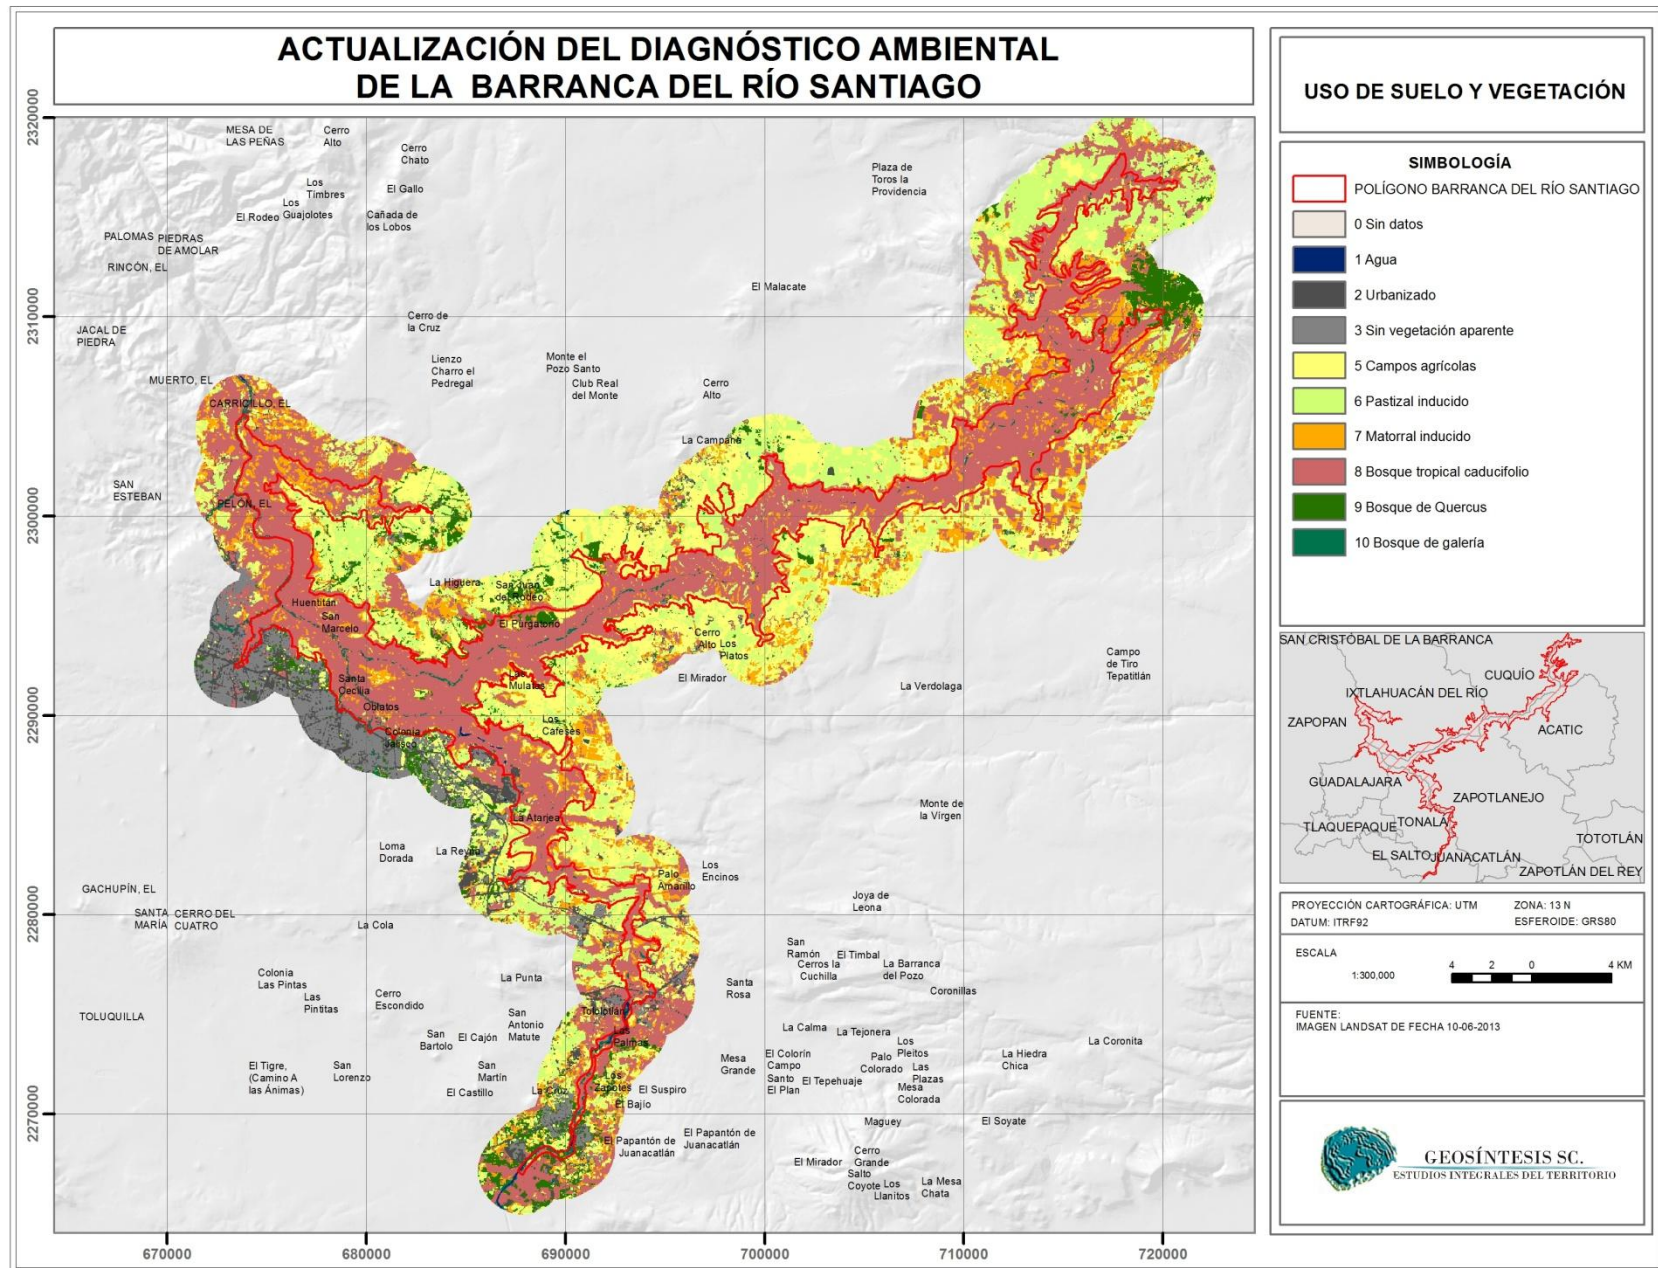 ACTUALIZACIÓN DEL DIAGNÓSTICO AMBIENTAL
DE LA BARRANCA DEL RÍO SANTIAGO
USO DE SUELO Y VEGETACIÓN
SIMBOLOGÍA
POLÍGONO BARRANCA DEL RÍO SANTIAGO
0 Sin datos
1 Agua
2 Urbanizado
3 Sin vegetación aparente
5 Campos agrícolas
6 Pastizal inducido
7 Matorral inducido
8 Bosque tropical caducifolio
9 Bosque de Quercus
10 Bosque de galería
SAN CRISTÓBAL DE LA BARRANCA
CUQUÍO
IXTLAHUACÁN DEL RÍO
ZAPOPAN
ACATIC
GUADALAJARA
ZAPOTLANEJO
TLAQUEPAQUE
TONALÁ
TOTOTLÁN
EL SALTO
JUANACATLÁN
ZAPOTLÁN DEL REY
PROYECCIÓN CARTOGRÁFICA: UTM
ZONA: 13 N
DATUM: ITRF92
ESFEROIDE: GRS80
ESCALA
1:300,000
4 2 0 4 KM
FUENTE:
IMAGEN LANDSAT DE FECHA 10-06-2013
GEOSÍNTESIS SC.
ESTUDIOS INTEGRALES DEL TERRITORIO
2320000
2310000
2300000
2290000
2280000
2270000
670000
680000
690000
700000
710000
720000
MESA DE
LAS PEÑAS
Cerro
Alto
Cerro
Chato
Los
Timbres
El Gallo
Los
Guajolotes
El Rodeo
Cañada de
los Lobos
PALOMAS
PIEDRAS
DE AMOLAR
RINCÓN, EL
Plaza de
Toros la
Providencia
El Malacate
JACAL DE
PIEDRA
Cerro de
la Cruz
Lienzo
Charro el
Pedregal
Monte el
Pozo Santo
Club Real
del Monte
Cerro
Alto
MUERTO, EL
CARRICILLO, EL
La Campana
SAN
ESTEBAN
PELÓN, EL
La Higuera
San Juan
del Rodeo
Huentitán
San
Marcelo
El Purgatorio
Cerro
Alto
Los
Platos
El Mirador
Campo
de Tiro
Tepatitlán
La Verdolaga
Santa
Cecilia
Mulatas
Oblatos
Los
Cafeses
Colonia
Jalisco
Monte de
la Virgen
La Atarjea
Loma
Dorada
Los
Encinos
Palo
Amarillo
GACHUPÍN, EL
SANTA
MARÍA
CERRO DEL
CUATRO
La Cola
Joya de
Leona
San
Ramón
El Timbal
Cerros la
Cuchilla
La Barranca
del Pozo
Colonia
Las Pintas
Las
Pintitas
Cerro
Escondido
La Punta
Santa
Rosa
Coronillas
TOLUQUILLA
San
Antonio
Matute
Tololotlán
Las
Palmas
San
Bartolo
El Cajón
La Calma
La Tejonera
Los
Pleitos
La Coronita
El Tigre,
(Camino A
las Ánimas)
San
Lorenzo
San
Martín
El Castillo
La Cruz
Los
Zapotes
El Suspiro
El Bajío
Mesa
Grande
El Colorín
Campo
Santo
El Plan
El Tepehuaje
Palo
Colorado
Las
Plazas
Mesa
Colorada
La Hiedra
Chica
Maguey
El Soyate
El Papantón de
Juanacatlán
El Papantón de
Juanacatlán
El Mirador
Cerro
Grande
Salto
Coyote
Los
Llanitos
La Mesa
Chata